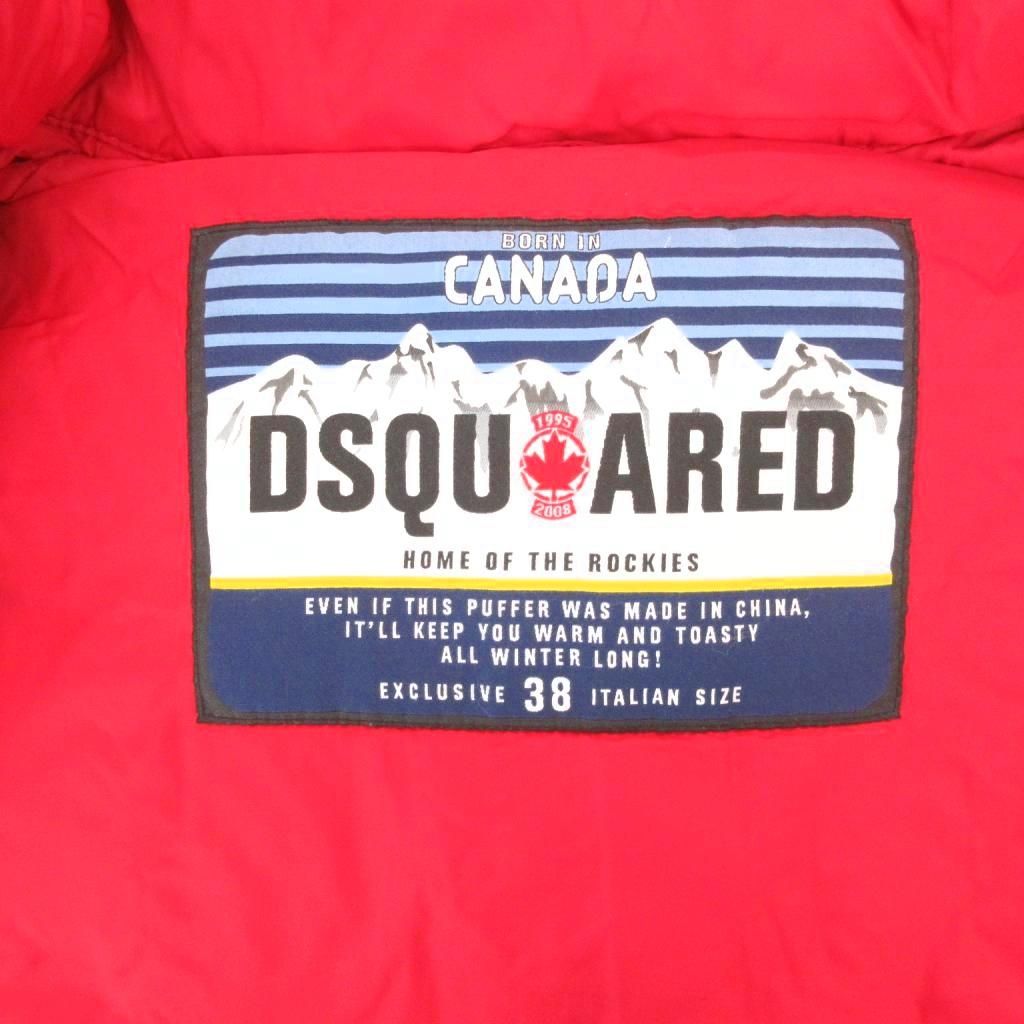 BORN IN
CANADA
DSQU ARED
1995
2008
HOME OF THE ROCKIES
EVEN IF THIS PUFFER WAS MADE IN CHINA,
IT'LL KEEP YOU WARM AND TOASTY
ALL WINTER LONG!
EXCLUSIVE 38 ITALIAN SIZE